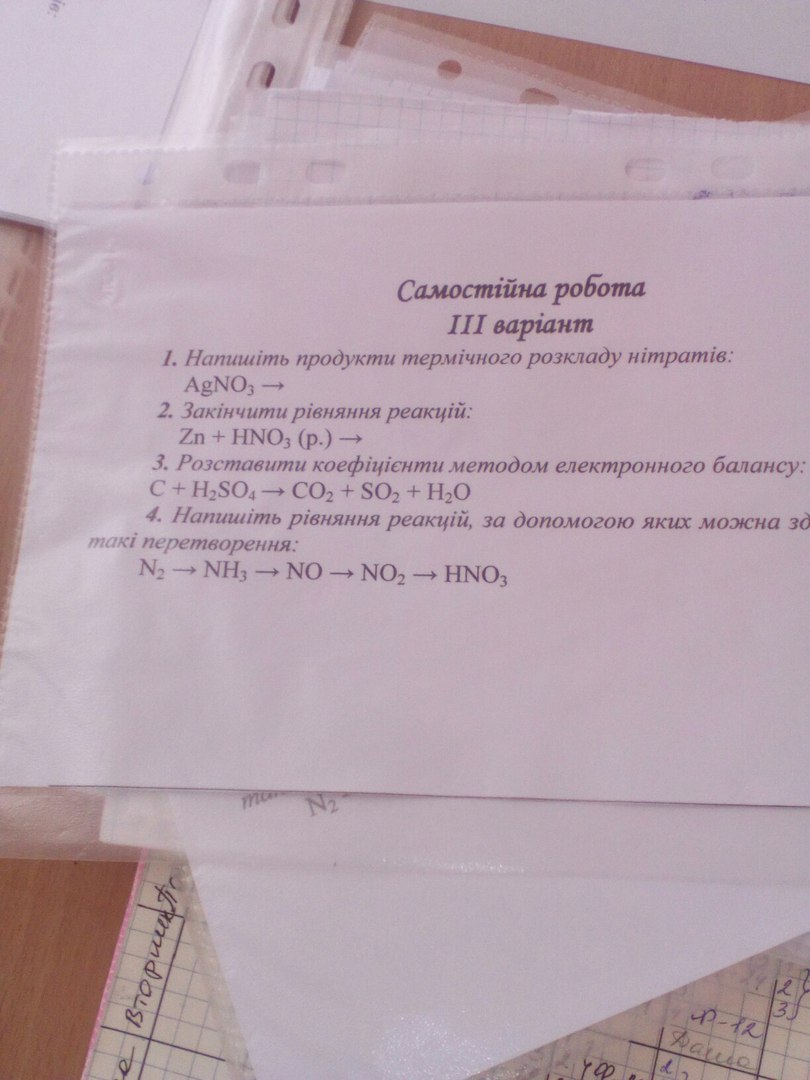 Самостійна робота
III варіант
1. Напишіть продукти термічного розкладу нітратів:
AgNO₃ →
2. Закінчити рівняння реакцій:
Zn + HNO₃ (р.) →
3. Розставити коефіцієнти методом електронного балансу:
C + H₂SO₄ → CO₂ + SO₂ + H₂O
4. Напишіть рівняння реакцій, за допомогою яких можна зд
такі перетворення:
N₂ → NH₃ → NO → NO₂ → HNO₃
N₂